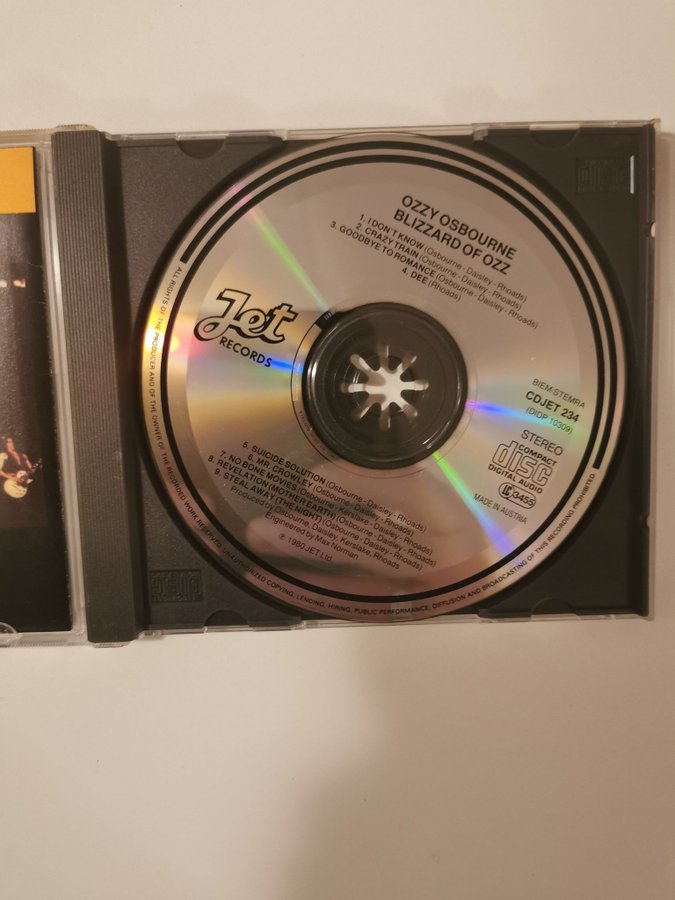 OZZY OSBOURNE
BLIZZARD OF OZZ
1. I DON'T KNOW (Osbourne - Daisley - Rhoads)
2. CRAZY TRAIN (Osbourne - Daisley - Rhoads)
3. GOODBYE TO ROMANCE (Osbourne - Daisley - Rhoads)
4. DEE (Rhoads)
Jet
RECORDS
BIEM/STEMRA
CDJET 234
(DIDP 10309)
STEREO
COMPACT
disc
DIGITAL AUDIO
LC 3455
MADE IN AUSTRIA
5. SUICIDE SOLUTION (Osbourne - Daisley - Rhoads)
6. MR. CROWLEY (Osbourne - Daisley - Rhoads)
7. NO BONE MOVIES (Osbourne - Kerslake - Daisley - Rhoads)
8. REVELATION (MOTHER EARTH) (Osbourne - Daisley - Rhoads)
9. STEAL AWAY (THE NIGHT) (Osbourne - Daisley - Rhoads)
Produced by Osbourne, Daisley, Kerslake, Rhoads
Engineered by Max Norman
℗ 1980 JET Ltd
ALL RIGHTS OF THE PRODUCER AND OF THE OWNER OF THE RECORDED WORK RESERVED. UNAUTHORIZED COPYING, LENDING, HIRING, PUBLIC PERFORMANCE, DIFFUSION AND BROADCASTING OF THIS RECORDING PROHIBITED